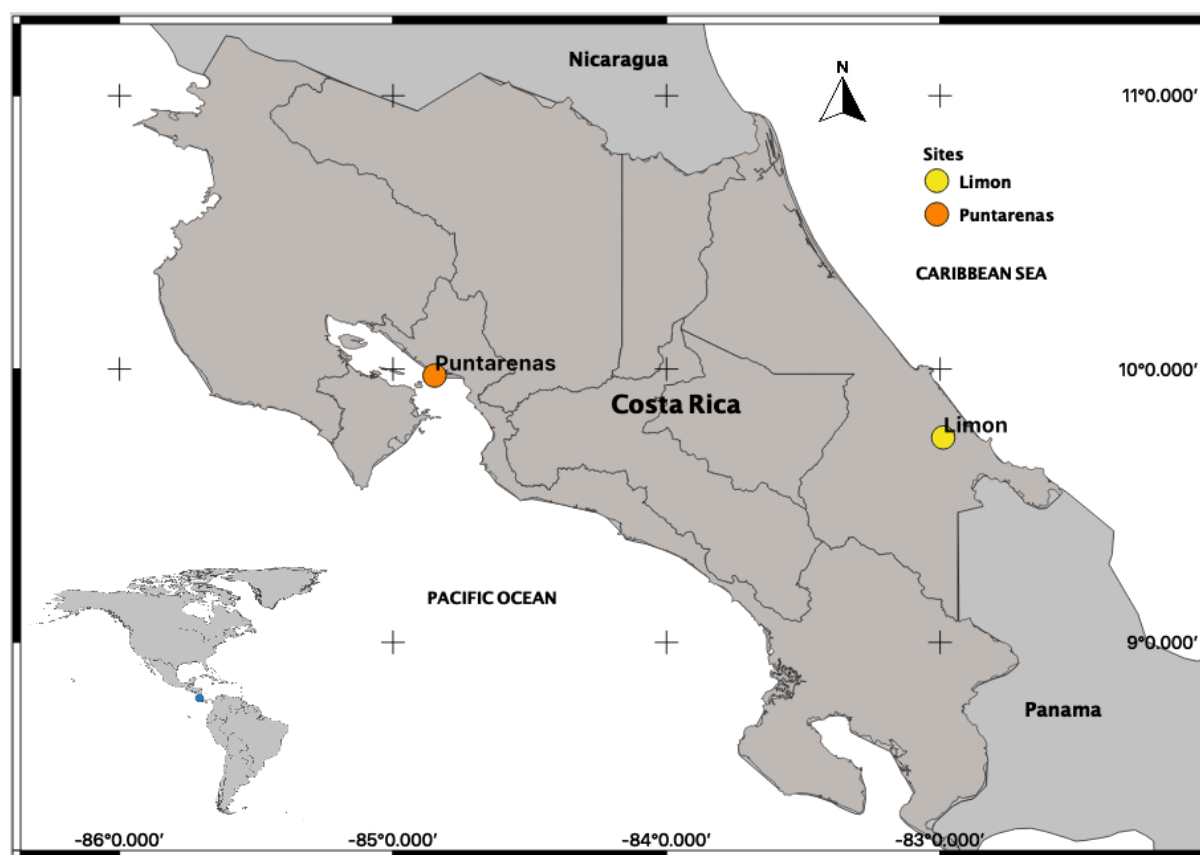 Nicaragua
N
11°0.000′
Sites
Limon
Puntarenas
CARIBBEAN SEA
Puntarenas
10°0.000′
Costa Rica
Limon
PACIFIC OCEAN
9°0.000′
Panama
-86°0.000′
-85°0.000′
-84°0.000′
-83°0.000′